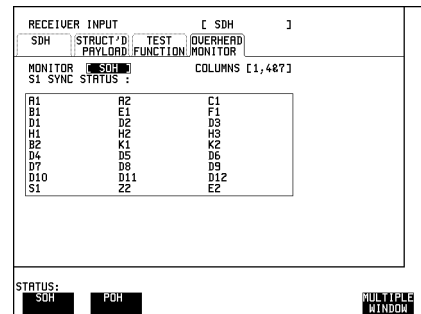 RECEIVER INPUT [ SDH ]
SDH STRUCT'D PAYLOAD TEST FUNCTION OVERHEAD MONITOR
MONITOR [ SOH ] COLUMNS [1,4&7]
S1 SYNC STATUS :
A1 A2 C1
B1 E1 F1
D1 D2 D3
H1 H2 H3
B2 K1 K2
D4 D5 D6
D7 D8 D9
D10 D11 D12
S1 Z2 E2
STATUS:
SOH POH MULTIPLE WINDOW